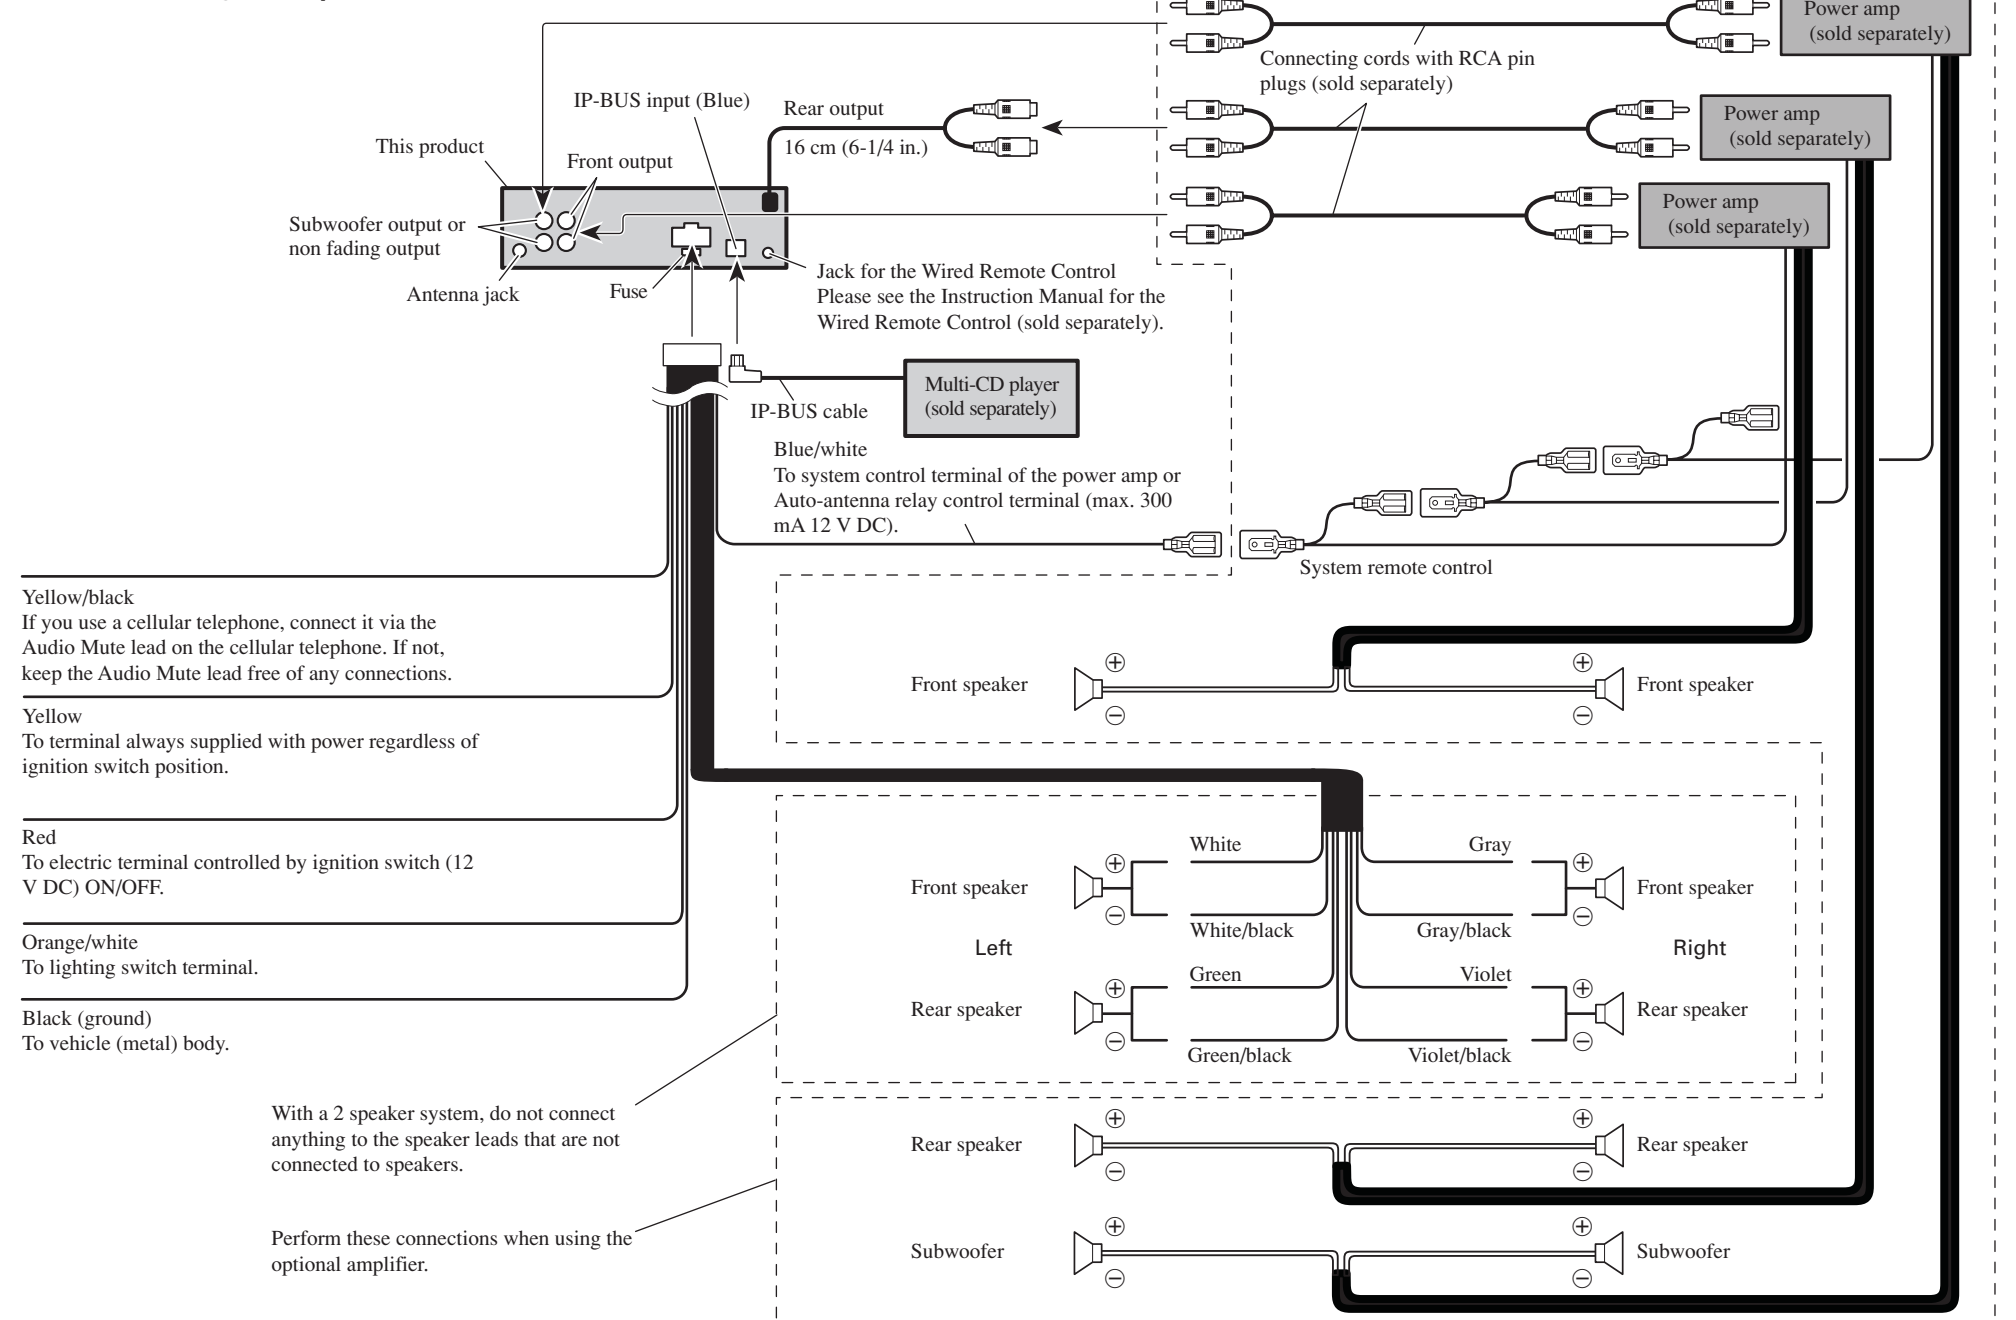 Power amp
(sold separately)
Connecting cords with RCA pin
plugs (sold separately)
IP-BUS input (Blue)
Rear output
16 cm (6-1/4 in.)
Power amp
(sold separately)
This product
Front output
Power amp
(sold separately)
Subwoofer output or
non fading output
Antenna jack
Fuse
Jack for the Wired Remote Control
Please see the Instruction Manual for the
Wired Remote Control (sold separately).
Multi-CD player
(sold separately)
IP-BUS cable
Blue/white
To system control terminal of the power amp or
Auto-antenna relay control terminal (max. 300
mA 12 V DC).
System remote control
Yellow/black
If you use a cellular telephone, connect it via the
Audio Mute lead on the cellular telephone. If not,
keep the Audio Mute lead free of any connections.
Front speaker
⊕
⊖
⊕
⊖
Front speaker
Yellow
To terminal always supplied with power regardless of
ignition switch position.
Red
To electric terminal controlled by ignition switch (12
V DC) ON/OFF.
Orange/white
To lighting switch terminal.
Black (ground)
To vehicle (metal) body.
White
Gray
Front speaker
⊕
⊖
⊕
⊖
Front speaker
White/black
Gray/black
Left
Right
Green
Violet
Rear speaker
⊕
⊖
⊕
⊖
Rear speaker
Green/black
Violet/black
With a 2 speaker system, do not connect
anything to the speaker leads that are not
connected to speakers.
Rear speaker
⊕
⊖
⊕
⊖
Rear speaker
Perform these connections when using the
optional amplifier.
Subwoofer
⊕
⊖
⊕
⊖
Subwoofer